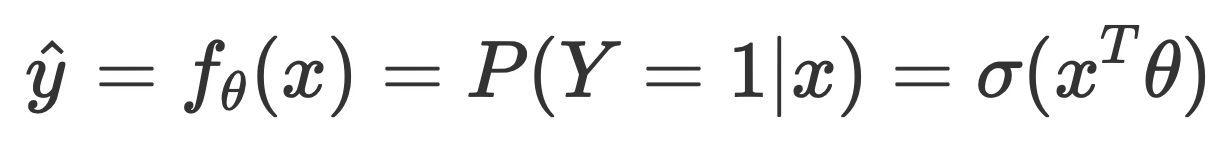 ŷ = f_θ(x) = P(Y = 1|x) = σ(x^T θ)